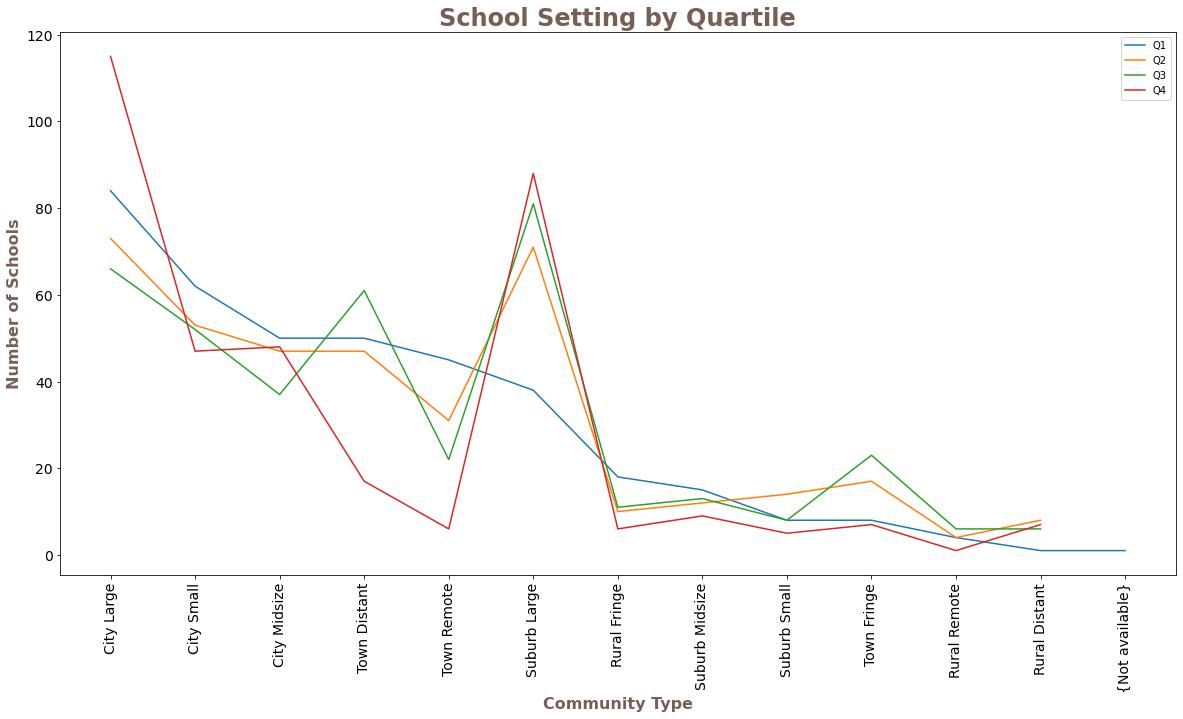 School Setting by Quartile
120
100
80
60
40
20
0
Number of Schools
Q1
Q2
Q3
Q4
City Large
City Small
City Midsize
Town Distant
Town Remote
Suburb Large
Rural Fringe
Suburb Midsize
Suburb Small
Town Fringe
Rural Remote
Rural Distant
{Not available}
Community Type